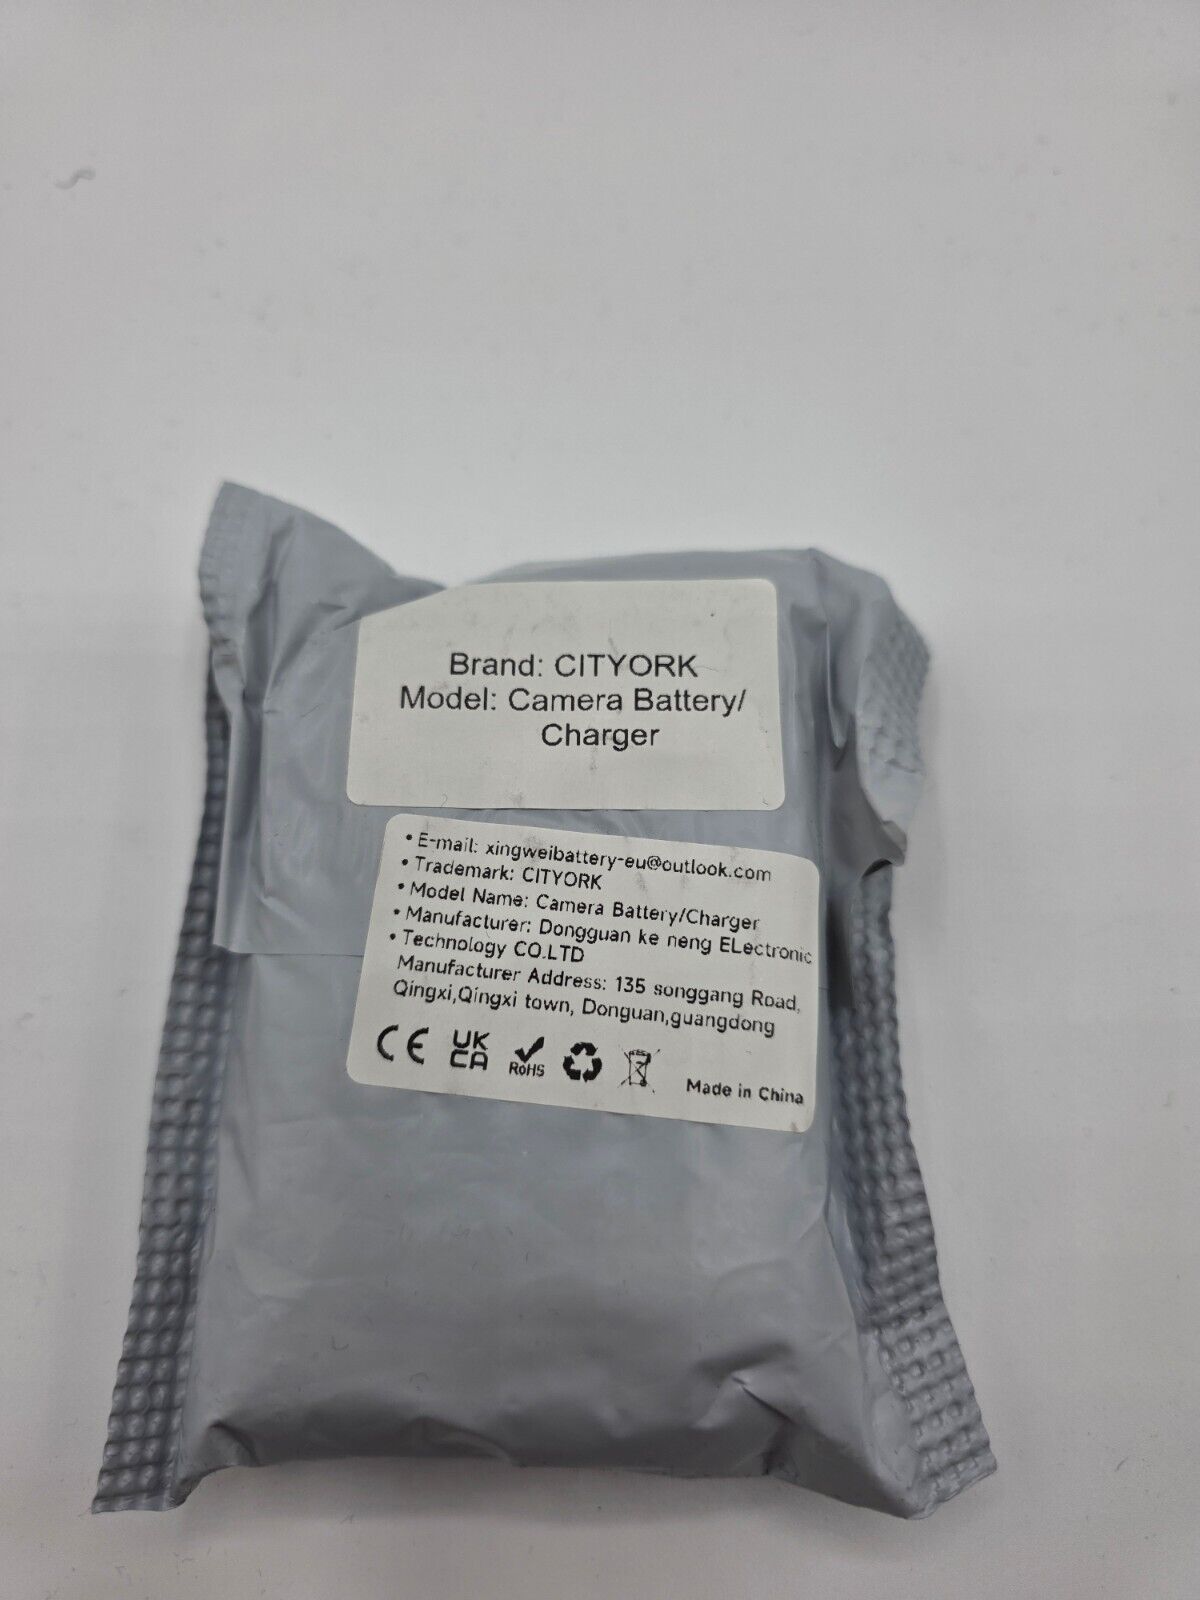 Brand: CITYORK
Model: Camera Battery/
Charger
• E-mail: xingweibattery-eu@outlook.com
• Trademark: CITYORK
• Model Name: Camera Battery/Charger
• Manufacturer: Dongguan ke neng ELectronic
• Technology CO.LTD
Manufacturer Address: 135 songgang Road,
Qingxi,Qingxi town, Donguan,guangdong
CE UK CA RoHS Made in China